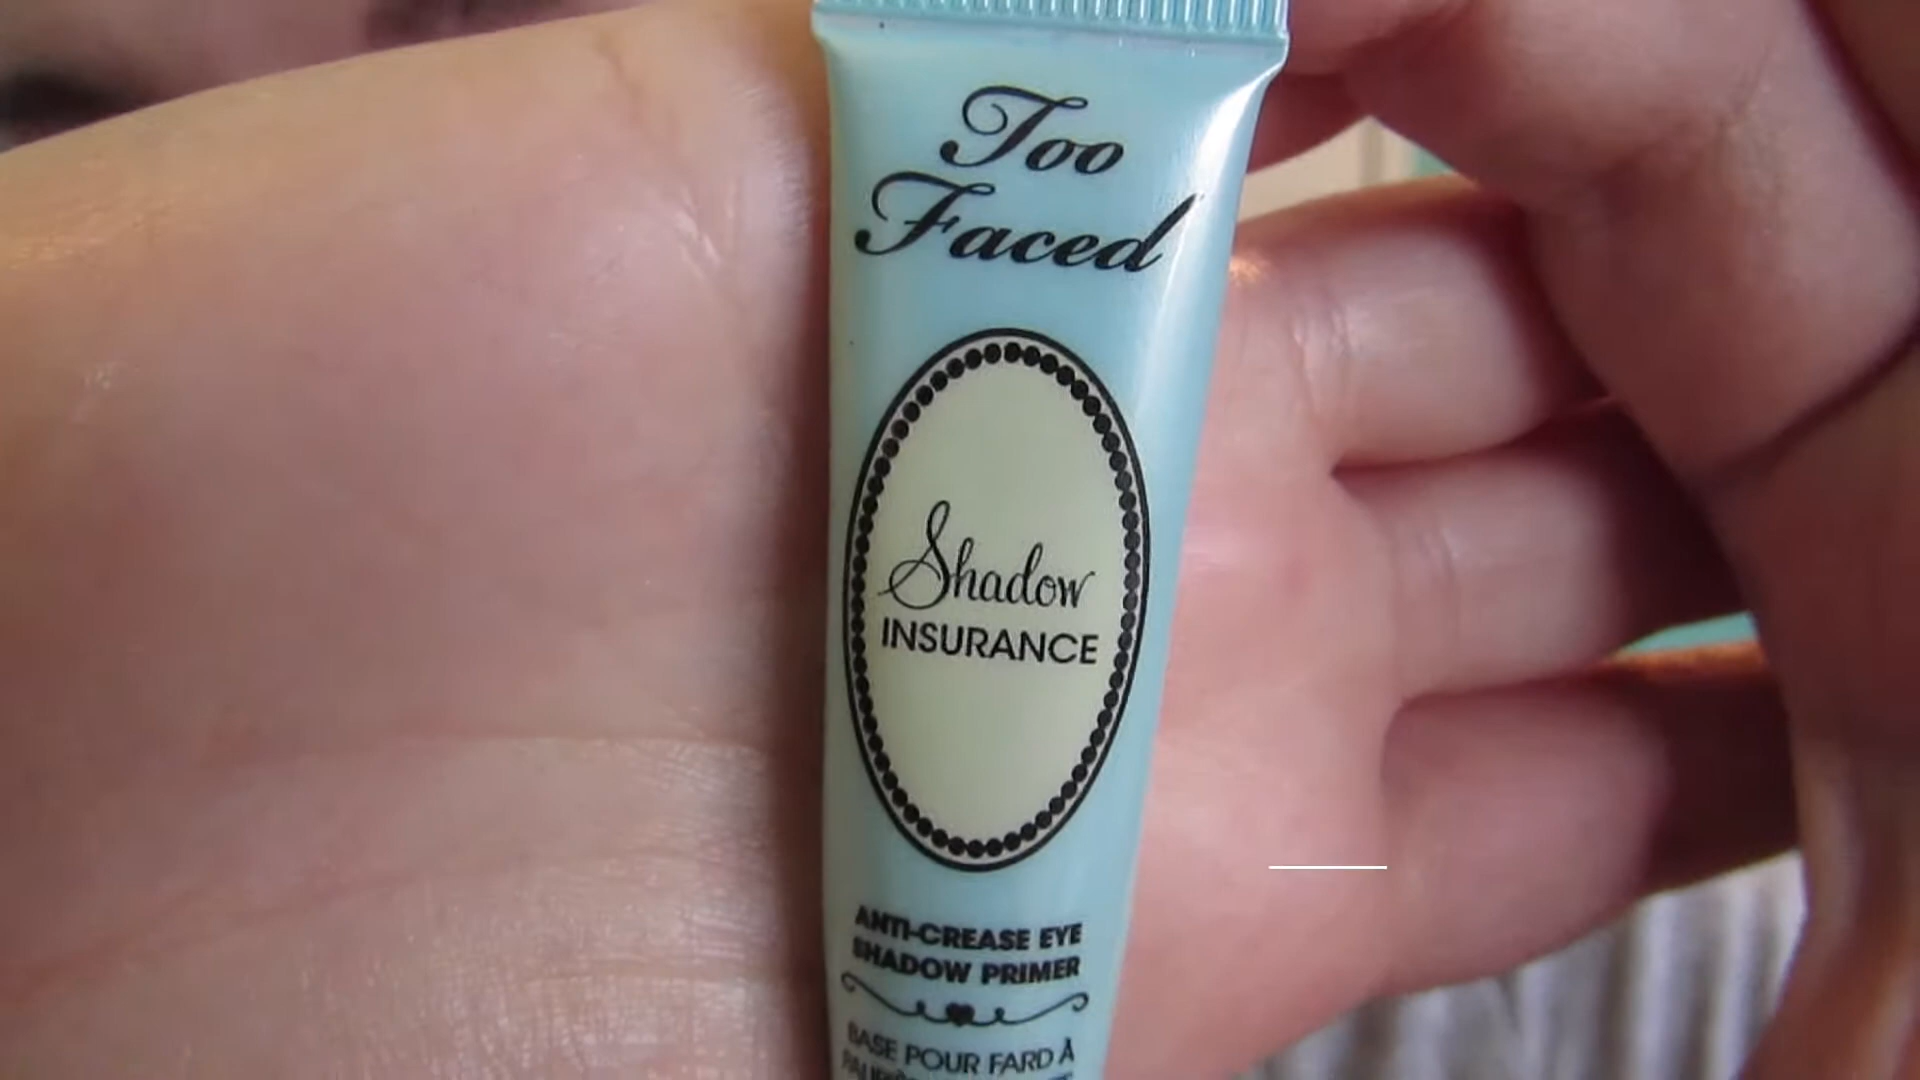 Too
Faced
Shadow
INSURANCE
ANTI-CREASE EYE
SHADOW PRIMER
BASE POUR FARD À